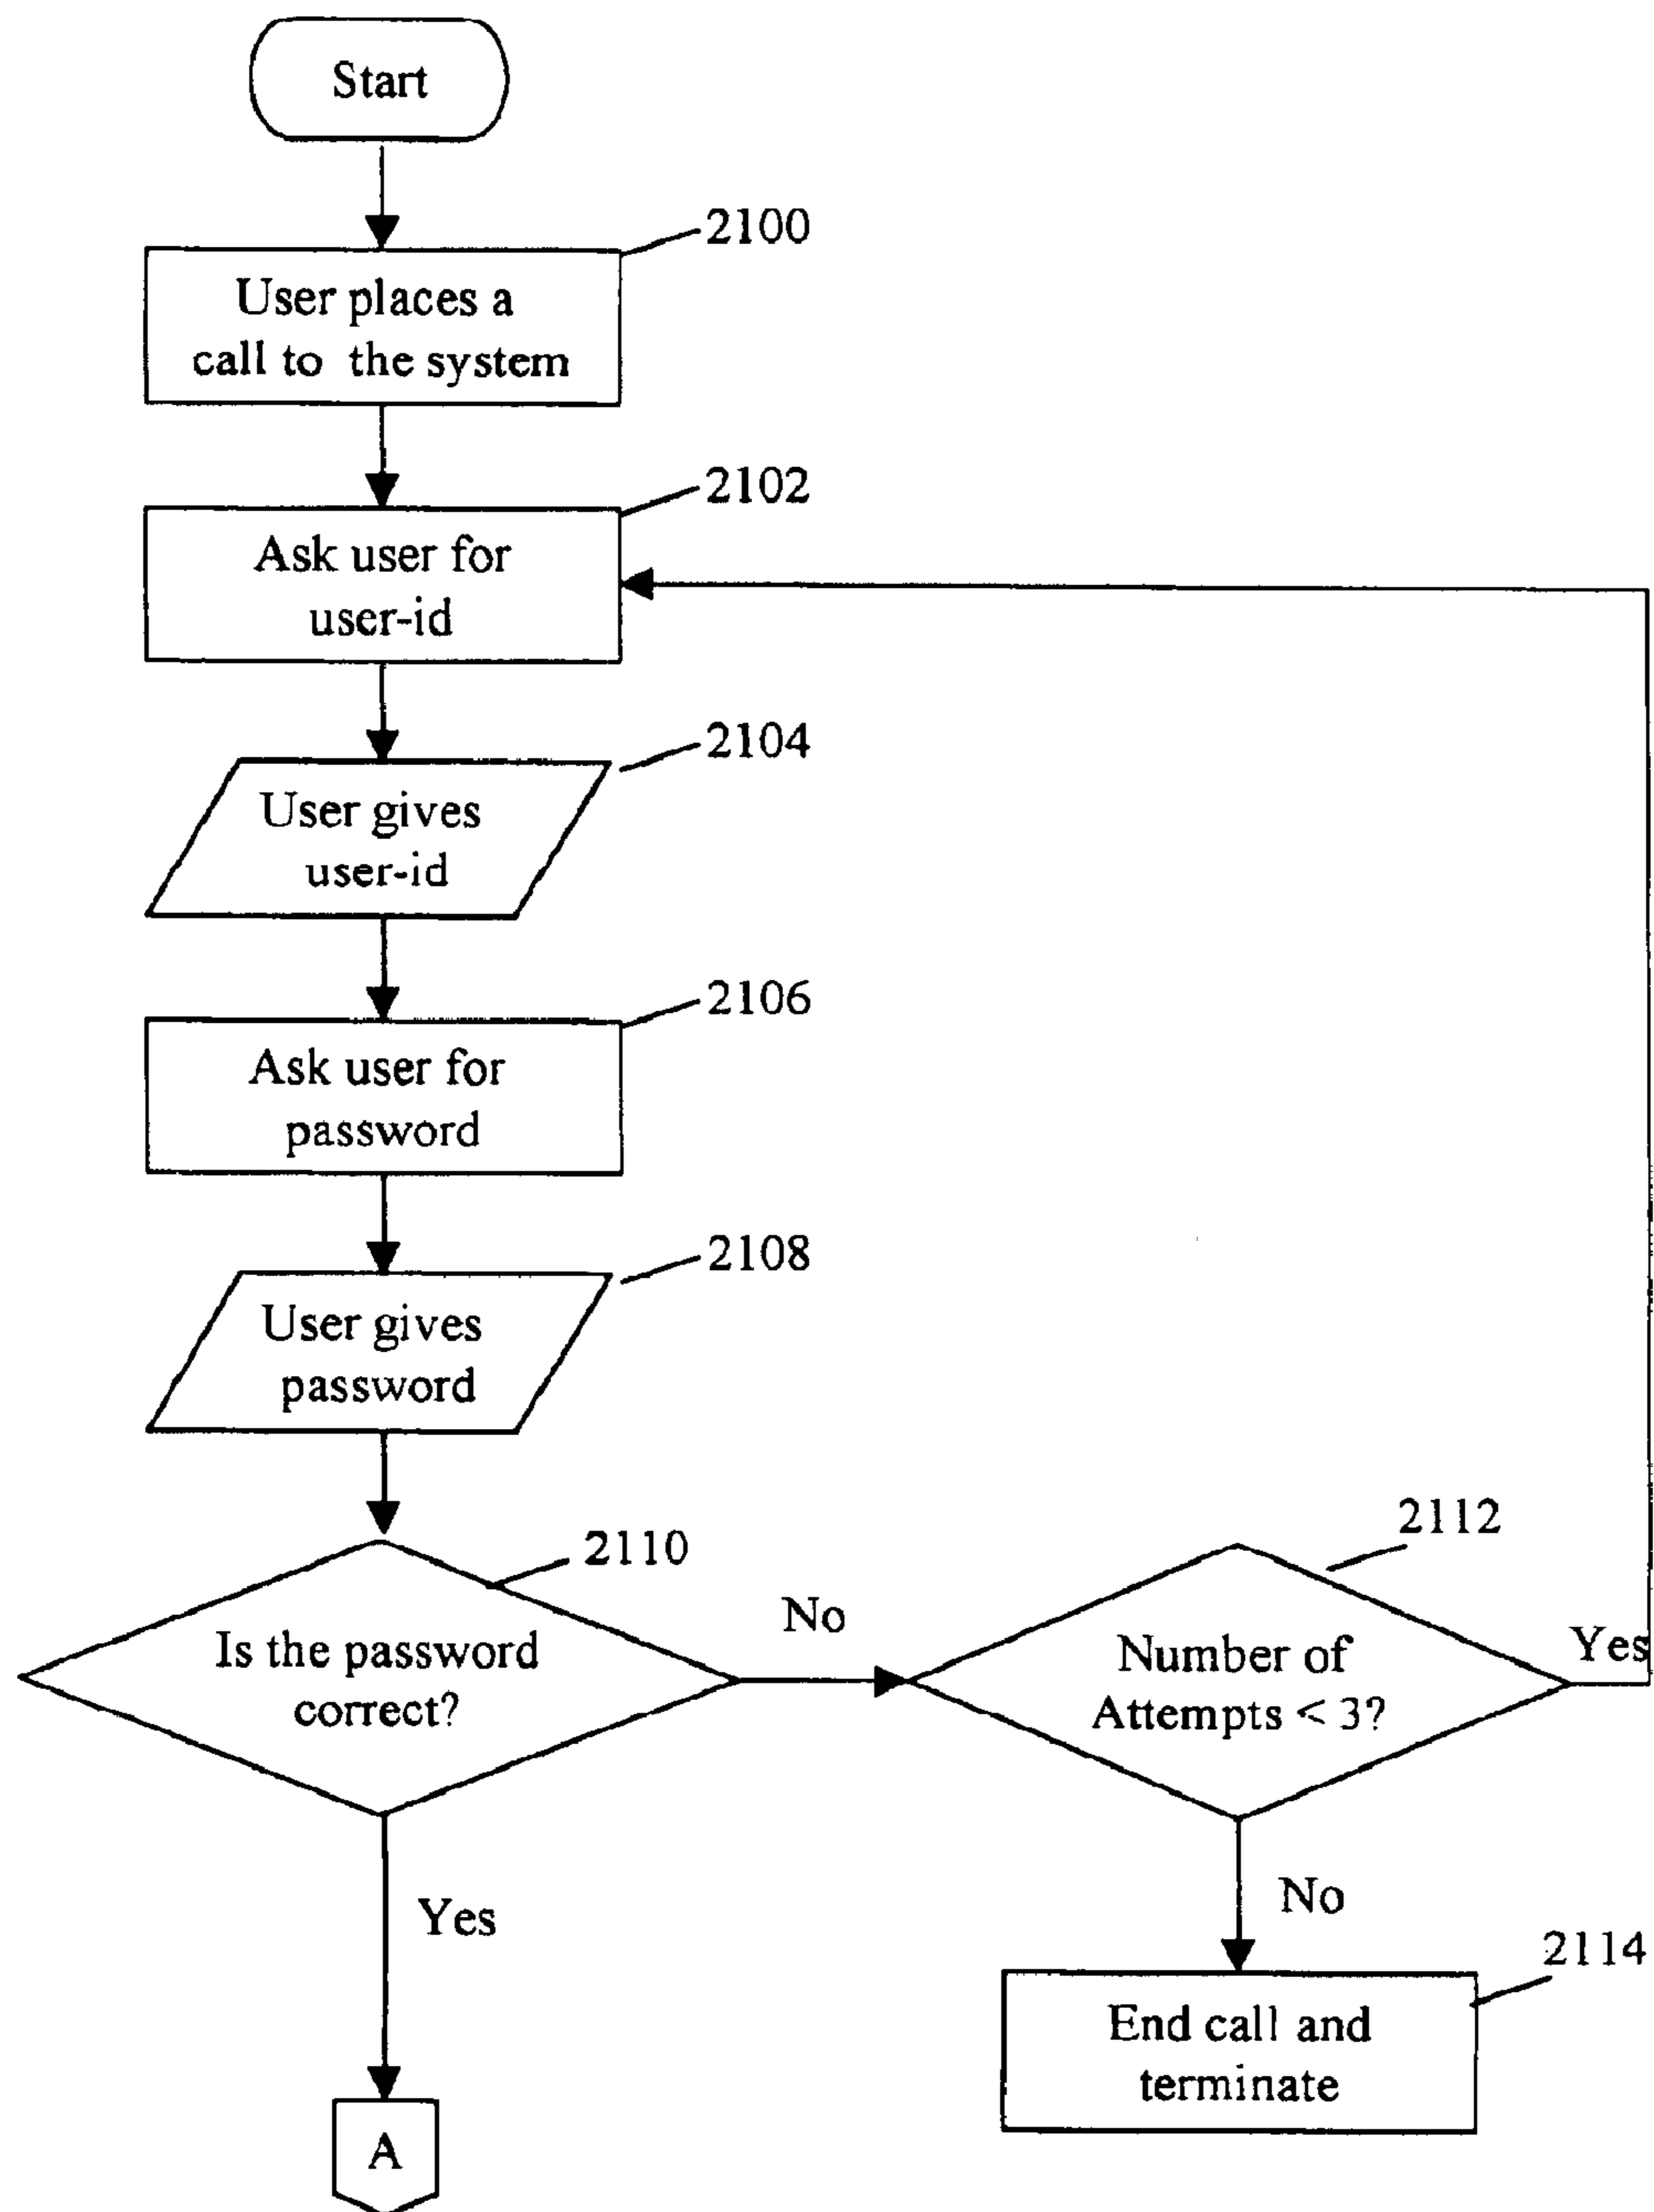 Start
2100
User places a
call to the system
2102
Ask user for
user-id
2104
User gives
user-id
2106
Ask user for
password
2108
User gives
password
2110
Is the password
correct?
No
2112
Number of
Attempts < 3?
Yes
Yes
No
2114
End call and
terminate
A